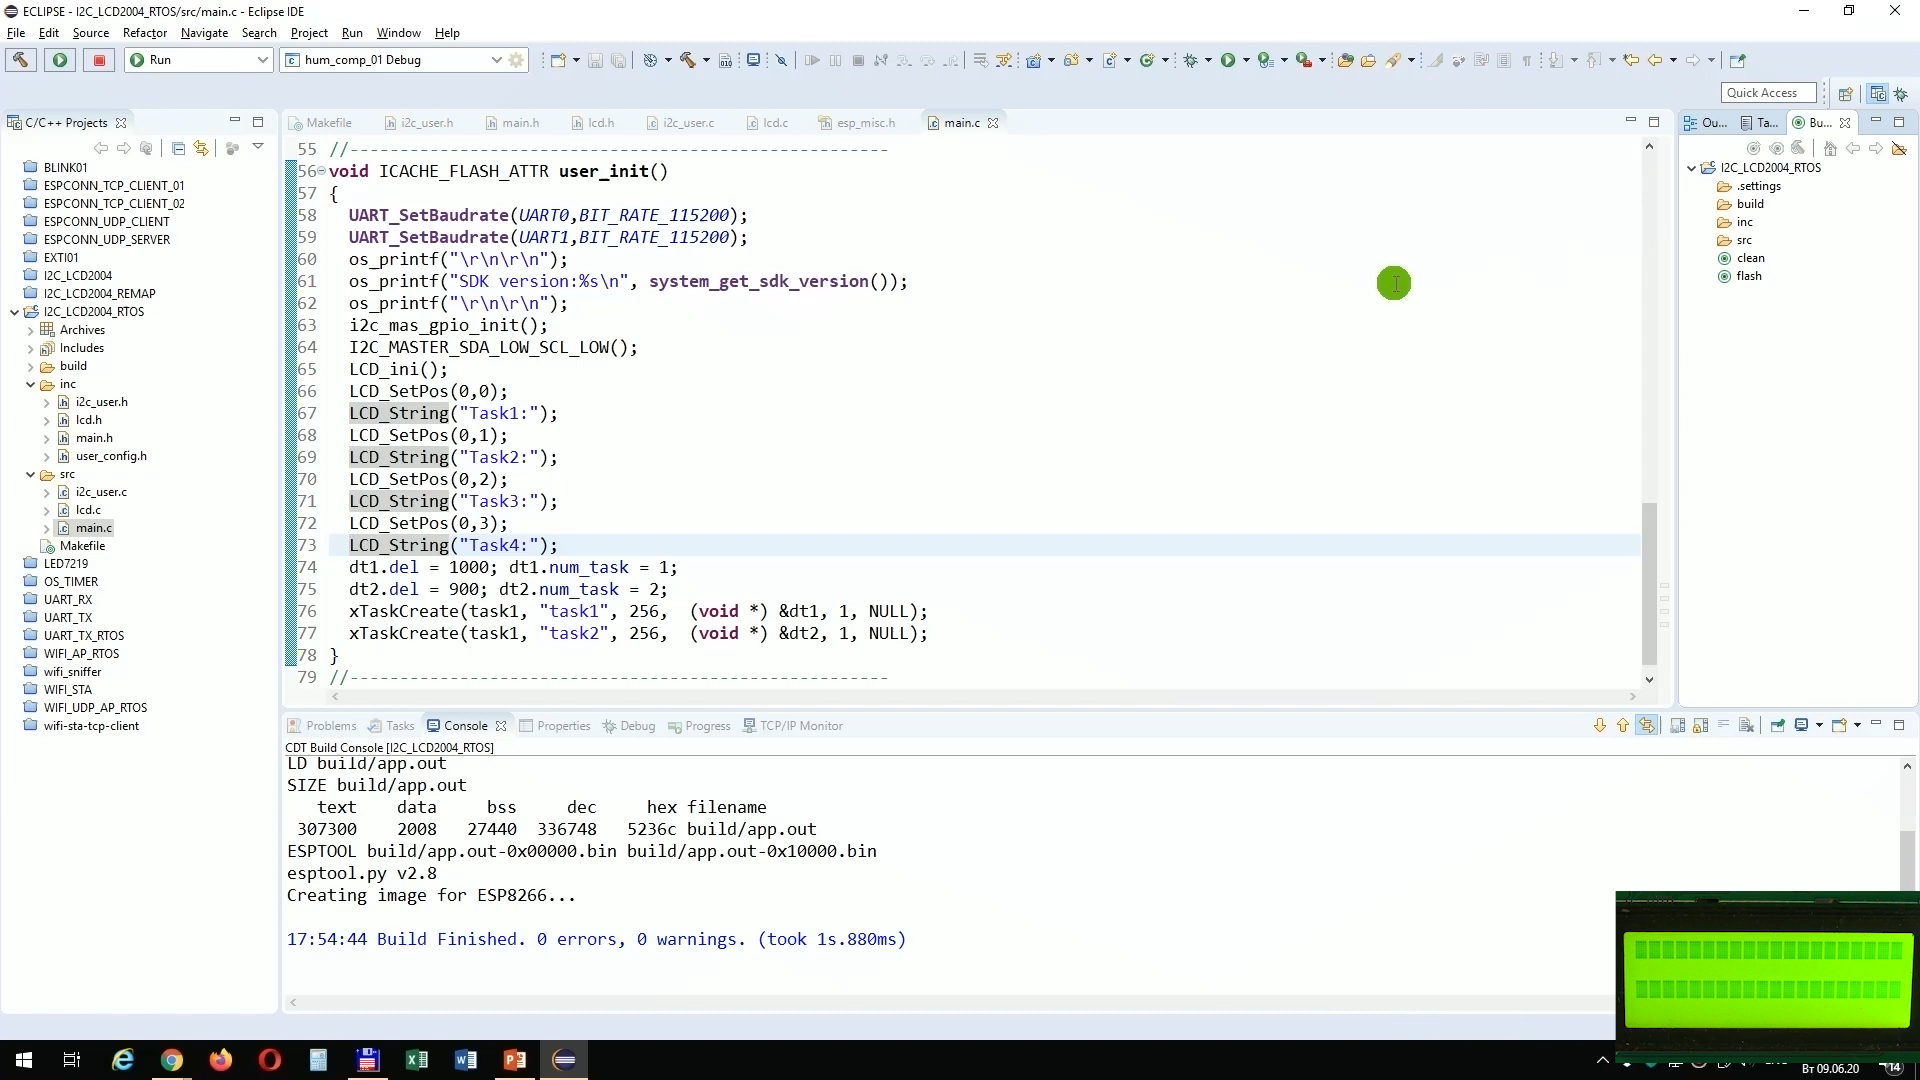 ECLIPSE - I2C_LCD2004_RTOS/src/main.c - Eclipse IDE
File Edit Source Refactor Navigate Search Project Run Window Help
Run
hum_comp_01 Debug
Quick Access
C/C++ Projects
BLINK01
ESPCONN_TCP_CLIENT_01
ESPCONN_TCP_CLIENT_02
ESPCONN_UDP_CLIENT
ESPCONN_UDP_SERVER
EXTI01
I2C_LCD2004
I2C_LCD2004_REMAP
I2C_LCD2004_RTOS
Archives
Includes
build
inc
i2c_user.h
lcd.h
main.h
user_config.h
src
i2c_user.c
lcd.c
main.c
Makefile
LED7219
OS_TIMER
UART_RX
UART_TX
UART_TX_RTOS
WIFI_AP_RTOS
wifi_sniffer
WIFI_STA
WIFI_UDP_AP_RTOS
wifi-sta-tcp-client
Makefile i2c_user.h main.h lcd.h i2c_user.c lcd.c esp_misc.h main.c
55 //------------------------------------------------------
56 void ICACHE_FLASH_ATTR user_init()
57 {
58 UART_SetBaudrate(UART0,BIT_RATE_115200);
59 UART_SetBaudrate(UART1,BIT_RATE_115200);
60 os_printf("\r\n\r\n");
61 os_printf("SDK version:%s\n", system_get_sdk_version());
62 os_printf("\r\n\r\n");
63 i2c_mas_gpio_init();
64 I2C_MASTER_SDA_LOW_SCL_LOW();
65 LCD_ini();
66 LCD_SetPos(0,0);
67 LCD_String("Task1:");
68 LCD_SetPos(0,1);
69 LCD_String("Task2:");
70 LCD_SetPos(0,2);
71 LCD_String("Task3:");
72 LCD_SetPos(0,3);
73 LCD_String("Task4:");
74 dt1.del = 1000; dt1.num_task = 1;
75 dt2.del = 900; dt2.num_task = 2;
76 xTaskCreate(task1, "task1", 256, (void *) &dt1, 1, NULL);
77 xTaskCreate(task1, "task2", 256, (void *) &dt2, 1, NULL);
78 }
79 //------------------------------------------------------
Ou... Ta... Bu...
I2C_LCD2004_RTOS
.settings
build
inc
src
clean
flash
Problems Tasks Console Properties Debug Progress TCP/IP Monitor
CDT Build Console [I2C_LCD2004_RTOS]
LD build/app.out
SIZE build/app.out
text data bss dec hex filename
307300 2008 27440 336748 5236c build/app.out
ESPTOOL build/app.out-0x00000.bin build/app.out-0x10000.bin
esptool.py v2.8
Creating image for ESP8266...
17:54:44 Build Finished. 0 errors, 0 warnings. (took 1s.880ms)
Вт 09.06.20
14